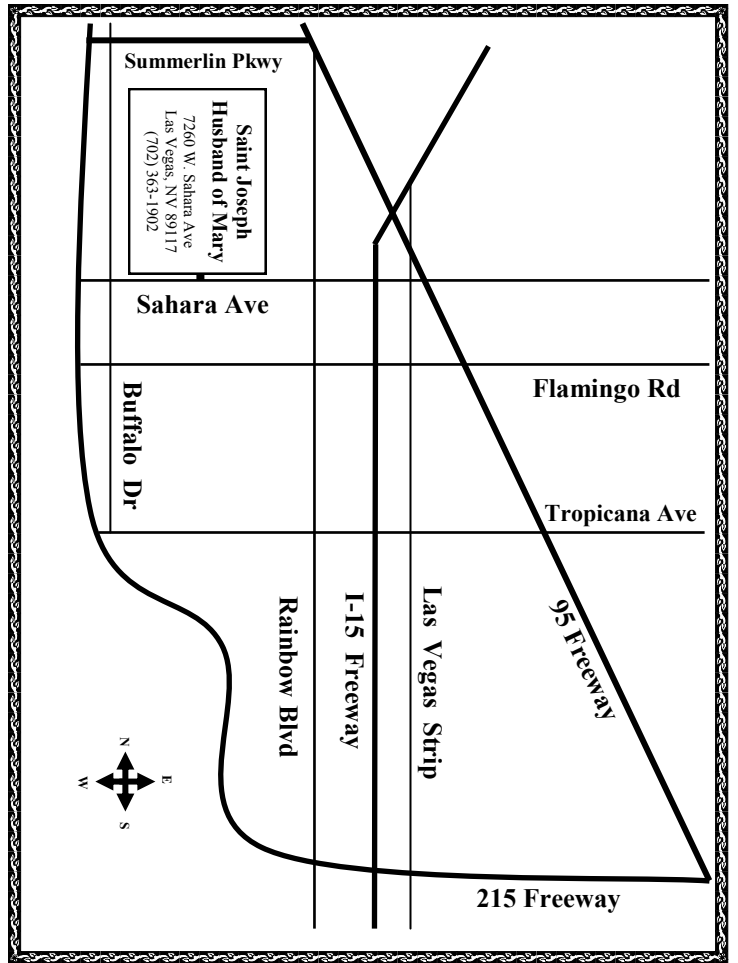 Summerlin Pkwy
Saint Joseph
Husband of Mary
7260 W. Sahara Ave
Las Vegas, NV 89117
(702) 363-1902
Sahara Ave
Flamingo Rd
Buffalo Dr
Tropicana Ave
Rainbow Blvd
I-15 Freeway
Las Vegas Strip
95 Freeway
N
E
W
S
215 Freeway